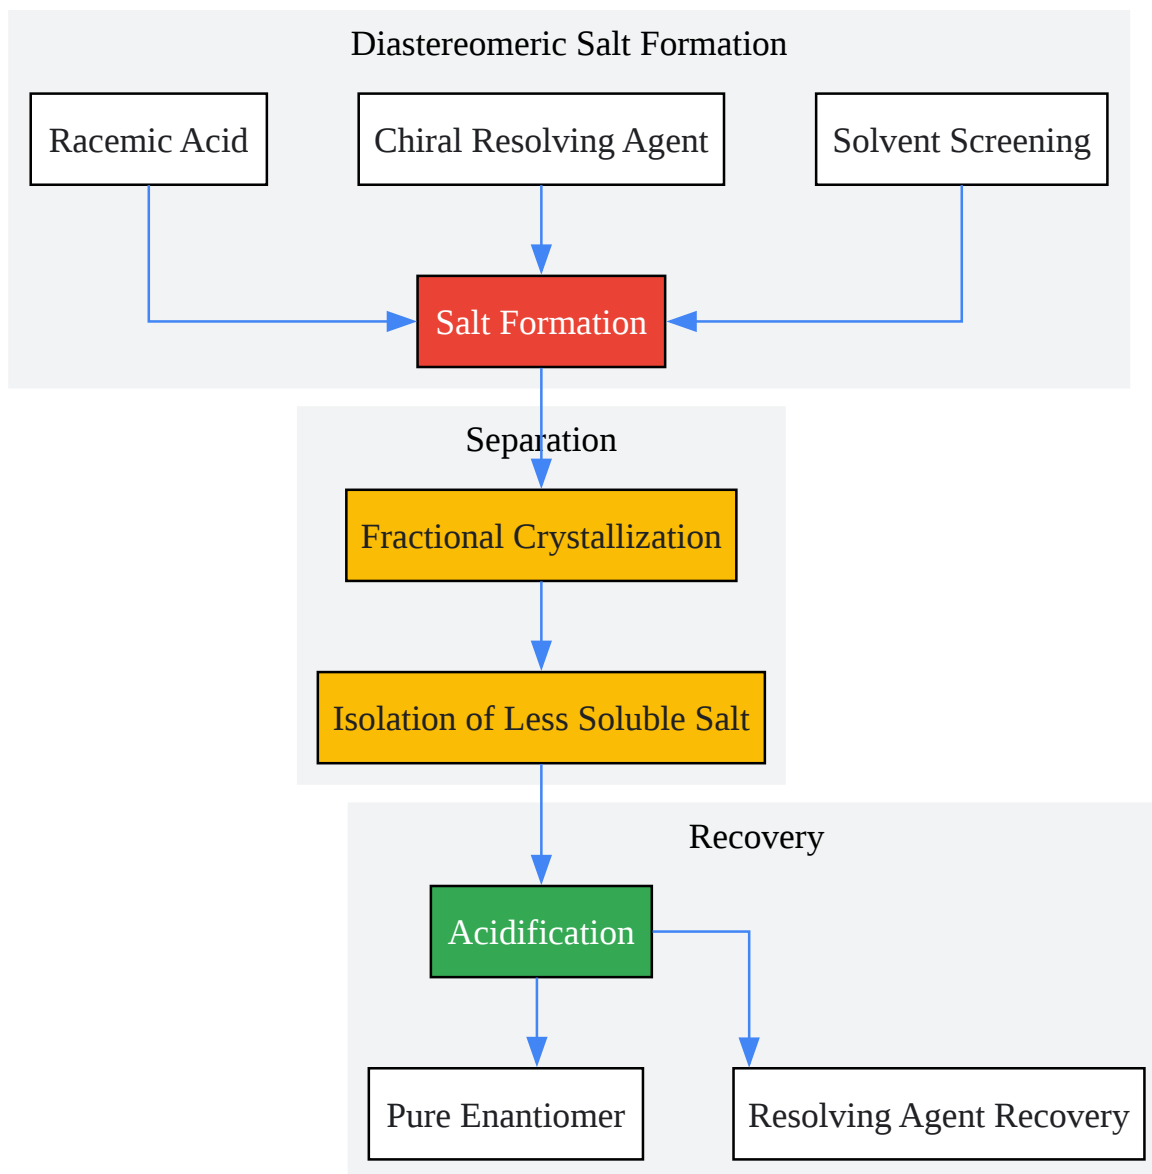 Diastereomeric Salt Formation
Racemic Acid
Chiral Resolving Agent
Solvent Screening
Salt Formation
Separation
Fractional Crystallization
Isolation of Less Soluble Salt
Recovery
Acidification
Pure Enantiomer
Resolving Agent Recovery